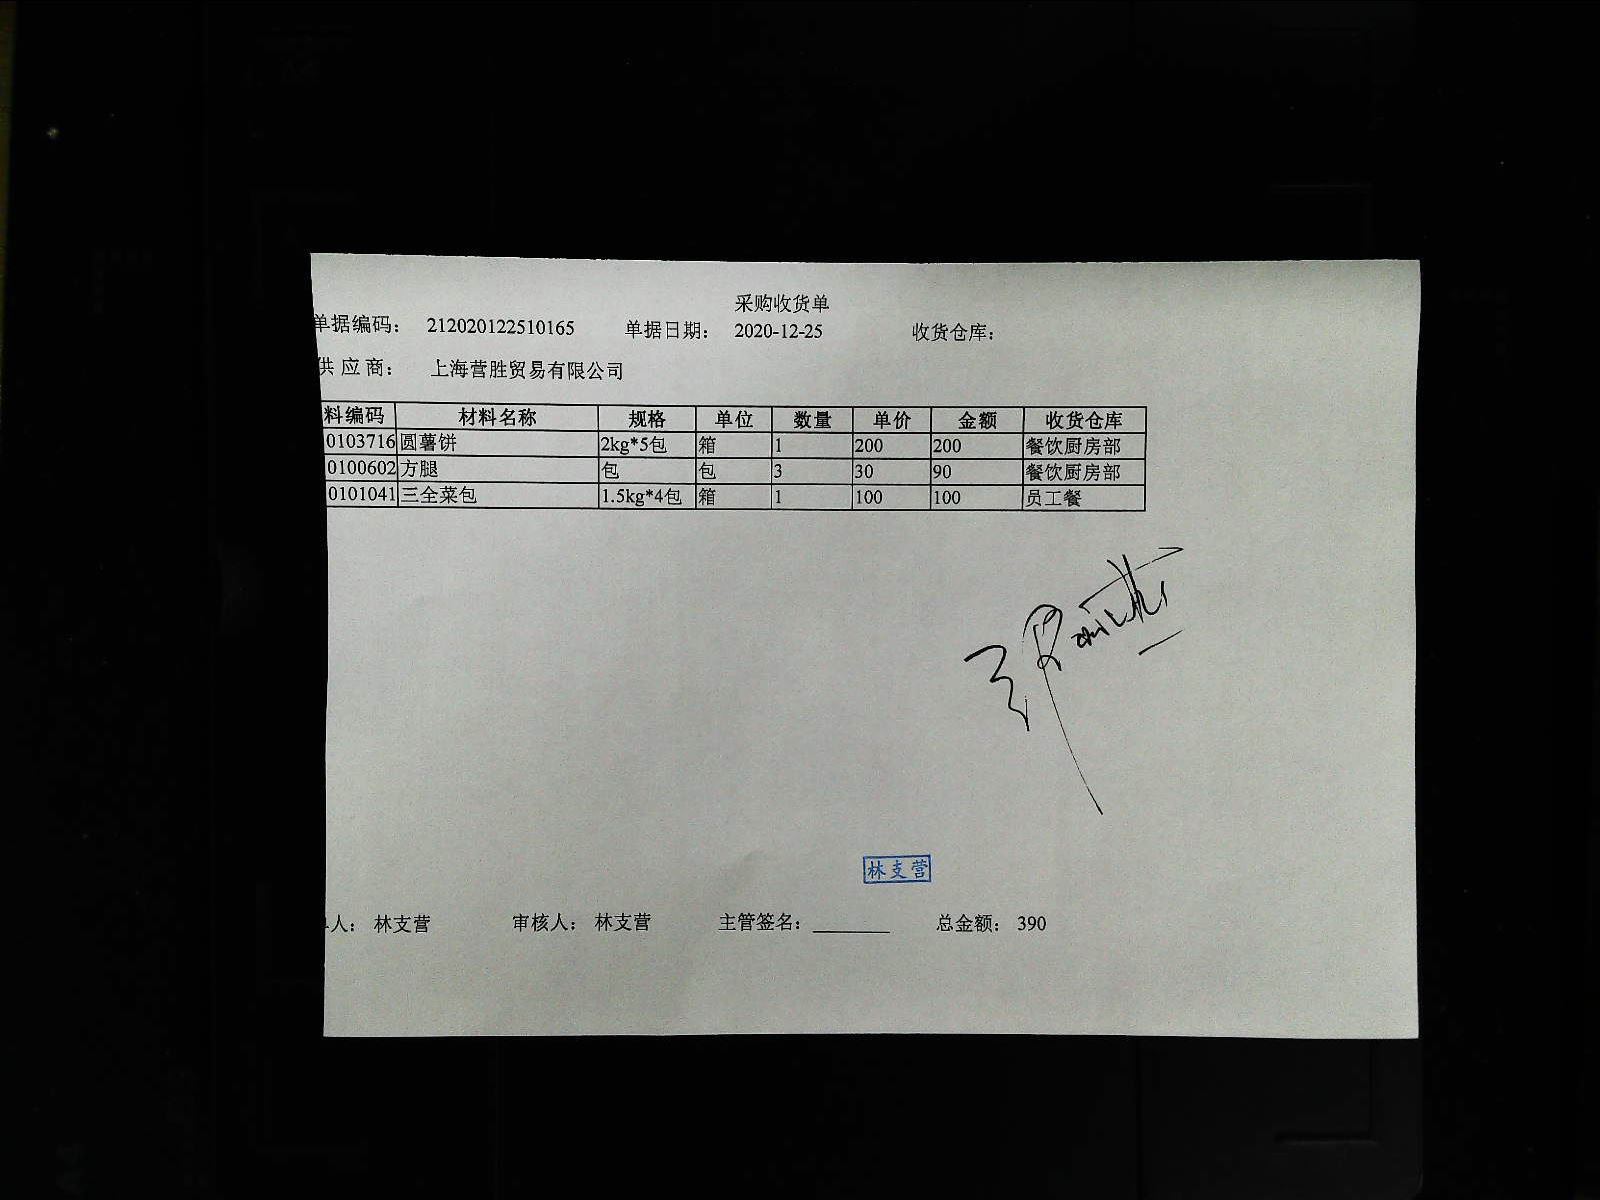 采购收货单
单据编码: 212020122510165 单据日期: 2020-12-25 收货仓库:
供应商: 上海营胜贸易有限公司
料编码 材料名称 规格 单位 数量 单价 金额 收货仓库
0103716 圆薯饼 2kg*5包 箱 1 200 200 餐饮厨房部
0100602 方腿 包 包 3 30 90 餐饮厨房部
0101041 三全菜包 1.5kg*4包 箱 1 100 100 员工餐
林支营
人: 林支营 审核人: 林支营 主管签名: 总金额: 390